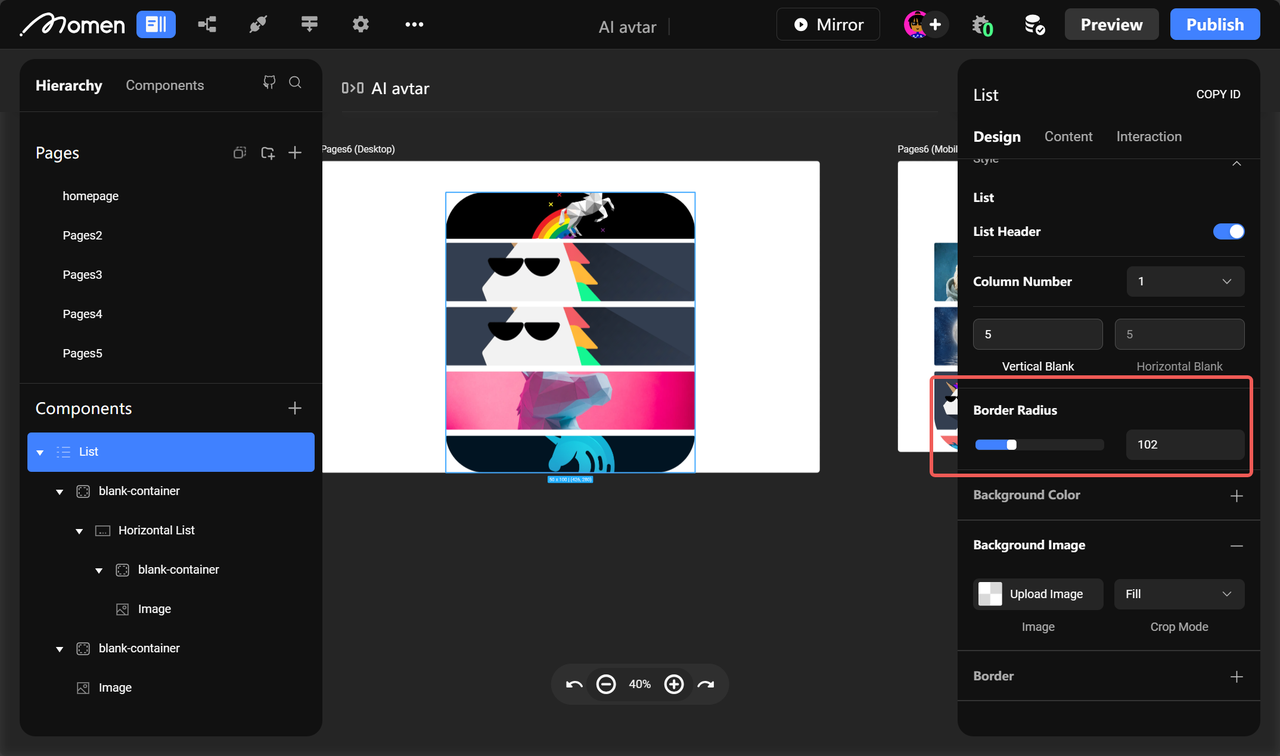 Momen
AI avtar
Mirror
0
Preview
Publish
Hierarchy
Components
Pages
homepage
Pages2
Pages3
Pages4
Pages5
Components
List
blank-container
Horizontal List
blank-container
Image
blank-container
Image
AI avtar
Pages6 (Desktop)
Pages6 (Mobil
40%
List
COPY ID
Design
Content
Interaction
Style
List
List Header
Column Number
1
5
5
Vertical Blank
Horizontal Blank
Border Radius
102
Background Color
Background Image
Upload Image
Fill
Image
Crop Mode
Border